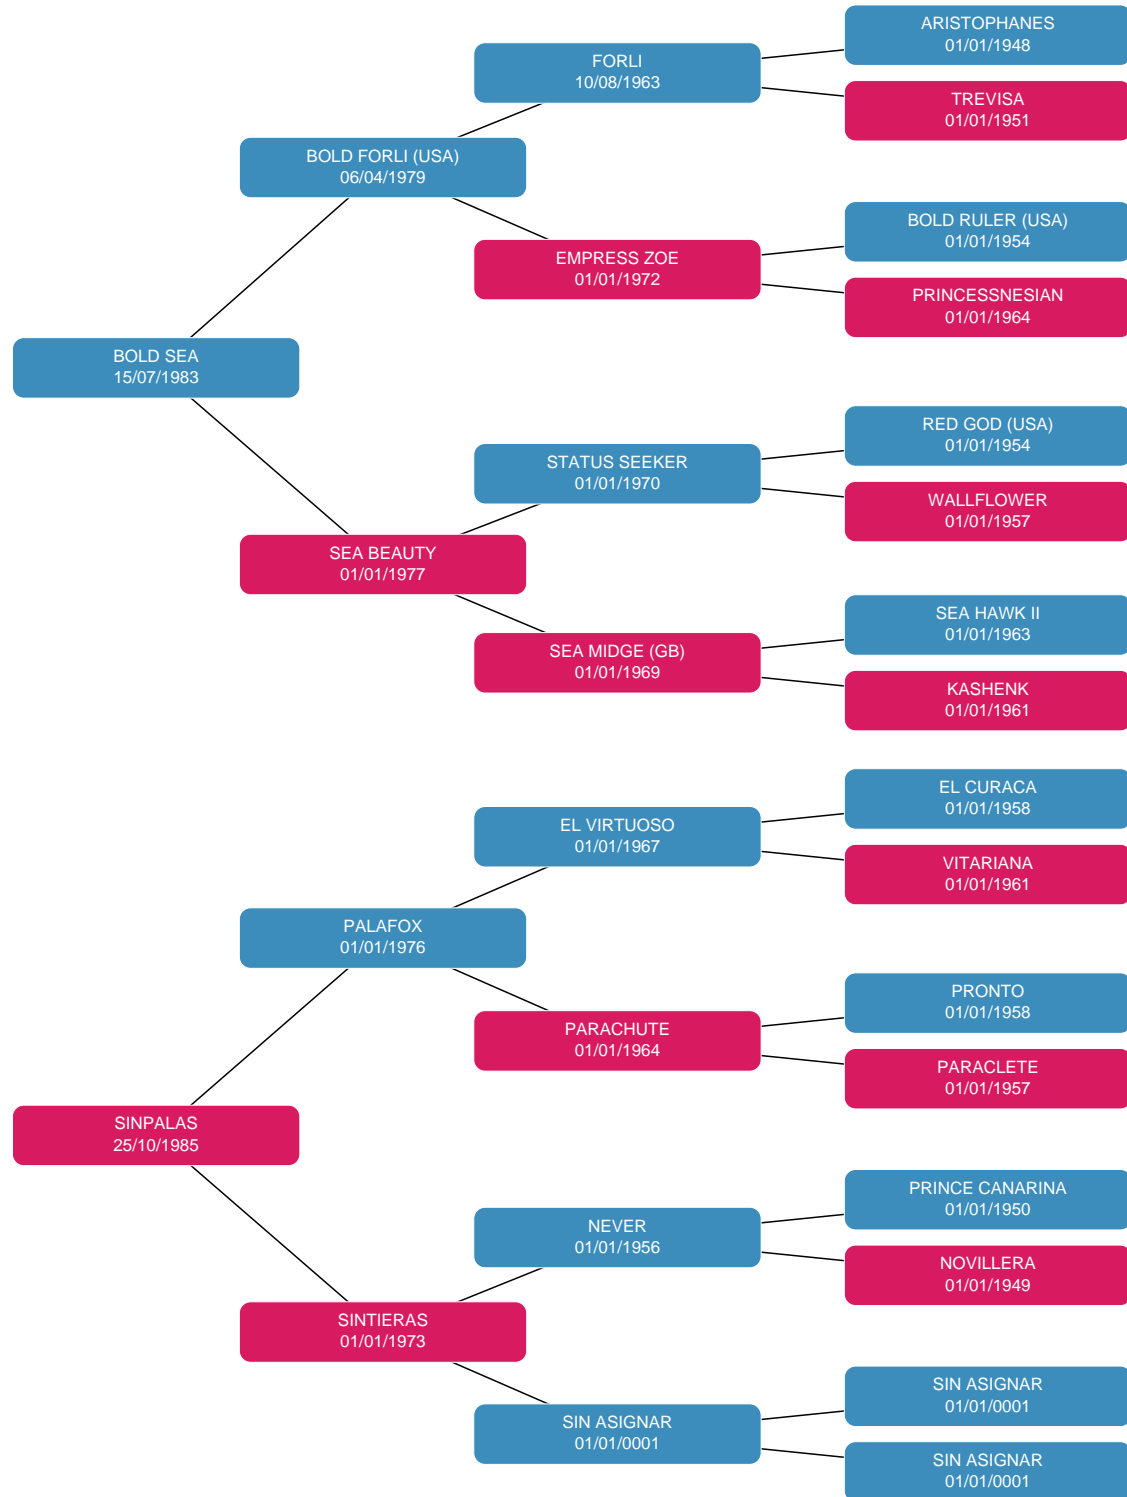 ARISTOPHANES
01/01/1948
FORLI
10/08/1963
TREVISA
01/01/1951
BOLD FORLI (USA)
06/04/1979
BOLD RULER (USA)
01/01/1954
EMPRESS ZOE
01/01/1972
PRINCESSNESIAN
01/01/1964
BOLD SEA
15/07/1983
RED GOD (USA)
01/01/1954
STATUS SEEKER
01/01/1970
WALLFLOWER
01/01/1957
SEA BEAUTY
01/01/1977
SEA HAWK II
01/01/1963
SEA MIDGE (GB)
01/01/1969
KASHENK
01/01/1961
EL CURACA
01/01/1958
EL VIRTUOSO
01/01/1967
VITARIANA
01/01/1961
PALAFOX
01/01/1976
PRONTO
01/01/1958
PARACHUTE
01/01/1964
PARACLETE
01/01/1957
SINPALAS
25/10/1985
PRINCE CANARINA
01/01/1950
NEVER
01/01/1956
NOVILLERA
01/01/1949
SINTIERAS
01/01/1973
SIN ASIGNAR
01/01/0001
SIN ASIGNAR
01/01/0001
SIN ASIGNAR
01/01/0001